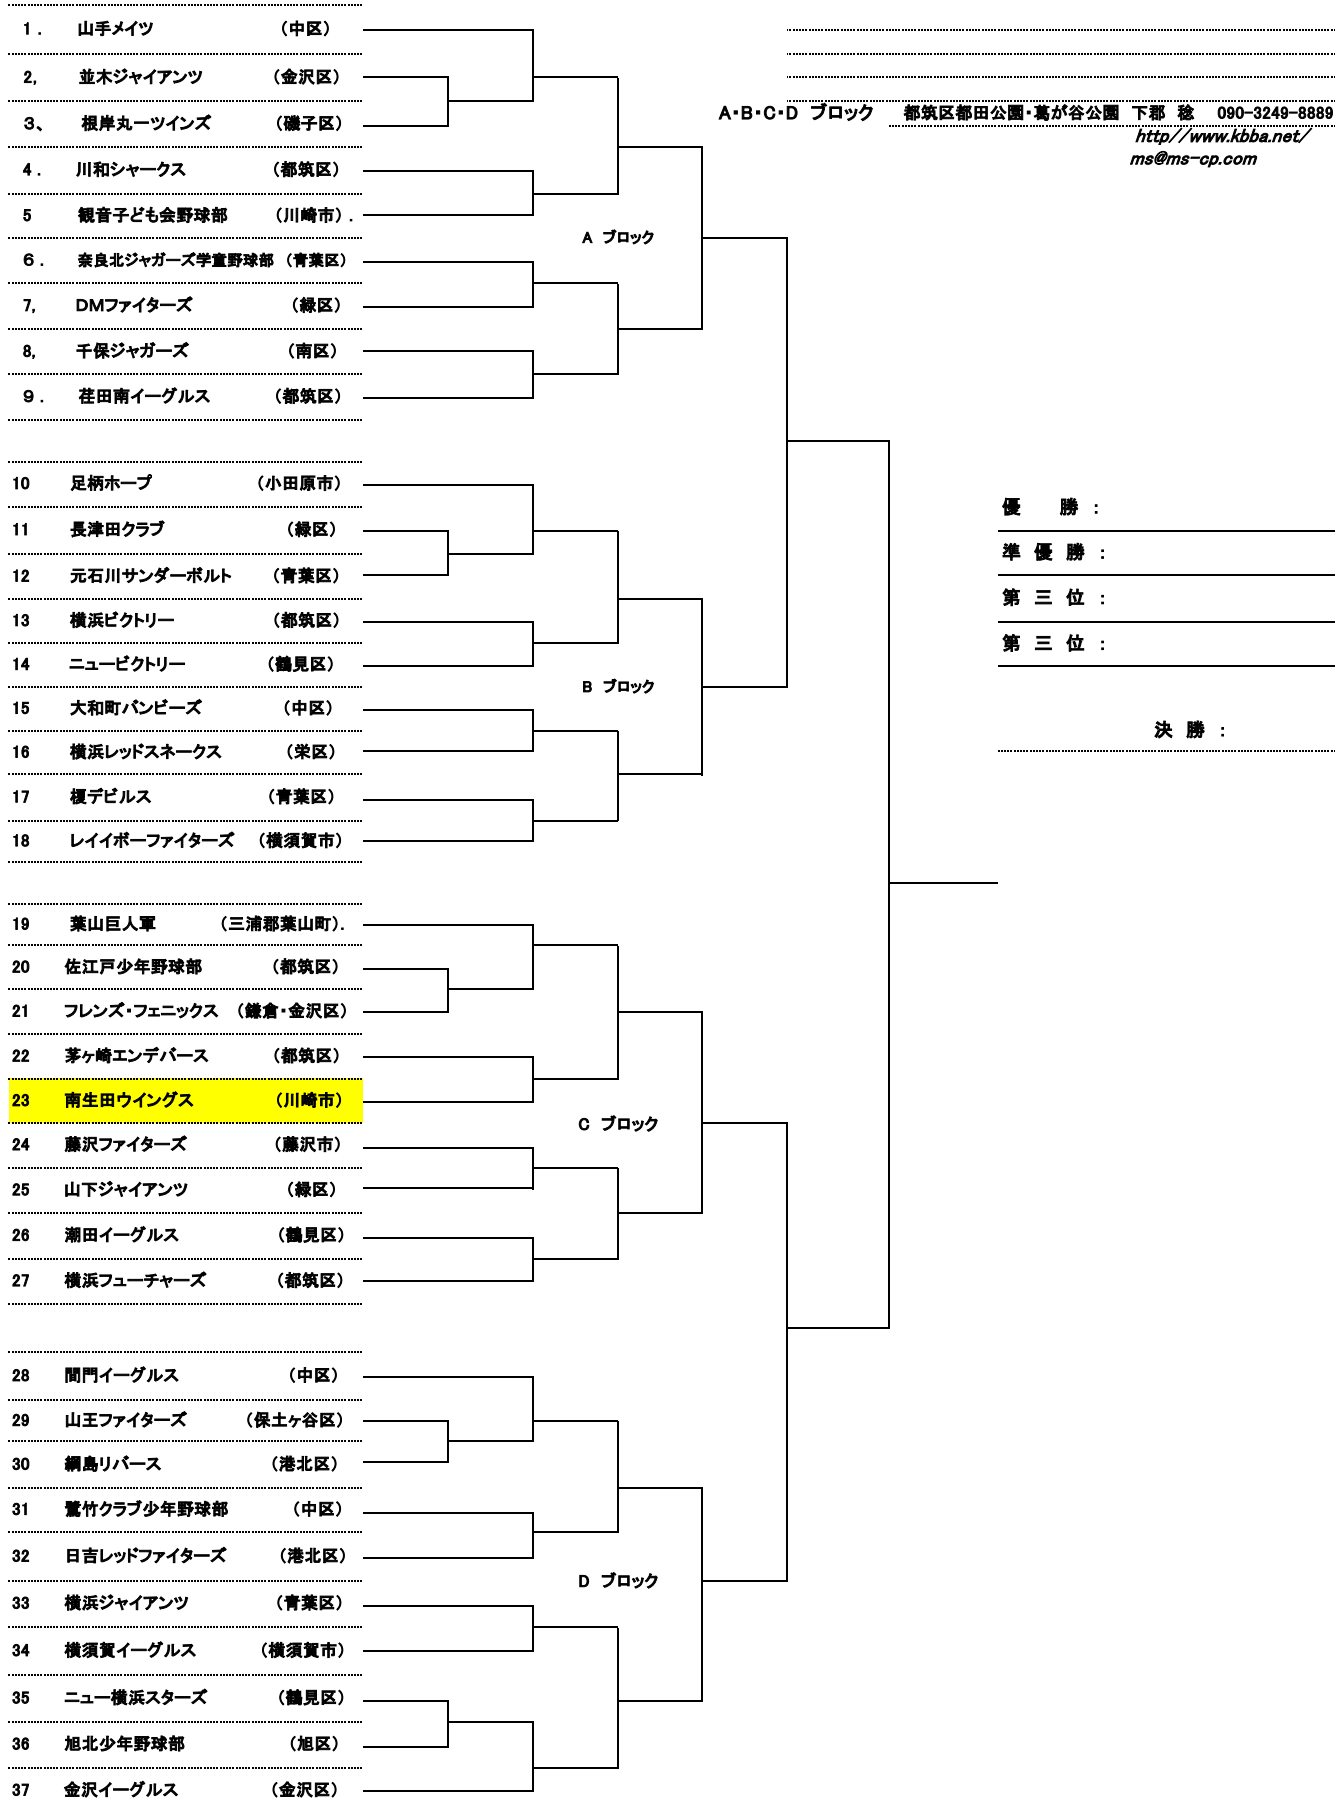 1． 山手メイツ （中区）
2, 並木ジャイアンツ （金沢区）
3、 根岸丸一ツインズ （磯子区）
A・B・C・D ブロック 都筑区都田公園・葛が谷公園 下郡 稔 090-3249-8889
http//www.kbba.net/
ms@ms-cp.com
4． 川和シャークス （都筑区）
5 観音子ども会野球部 （川崎市）.
A ブロック
6． 奈良北ジャガーズ学童野球部 （青葉区）
7, DMファイターズ （緑区）
8, 千保ジャガーズ （南区）
9． 荏田南イーグルス （都筑区）
10 足柄ホープ （小田原市）
優 勝 ：
11 長津田クラブ （緑区）
準 優 勝 ：
12 元石川サンダーボルト （青葉区）
第 三 位 ：
13 横浜ビクトリー （都筑区）
第 三 位 ：
14 ニュービクトリー （鶴見区）
B ブロック
15 大和町バンビーズ （中区）
決 勝 ：
16 横浜レッドスネークス （栄区）
17 榎デビルス （青葉区）
18 レイイボーファイターズ （横須賀市）
19 葉山巨人軍 （三浦郡葉山町）.
20 佐江戸少年野球部 （都筑区）
21 フレンズ・フェニックス （鎌倉・金沢区）
22 茅ヶ崎エンデバース （都筑区）
23 南生田ウイングス （川崎市）
C ブロック
24 藤沢ファイターズ （藤沢市）
25 山下ジャイアンツ （緑区）
26 潮田イーグルス （鶴見区）
27 横浜フューチャーズ （都筑区）
28 間門イーグルス （中区）
29 山王ファイターズ （保土ヶ谷区）
30 綱島リバース （港北区）
31 鷺竹クラブ少年野球部 （中区）
32 日吉レッドファイターズ （港北区）
D ブロック
33 横浜ジャイアンツ （青葉区）
34 横須賀イーグルス （横須賀市）
35 ニュー横浜スターズ （鶴見区）
36 旭北少年野球部 （旭区）
37 金沢イーグルス （金沢区）